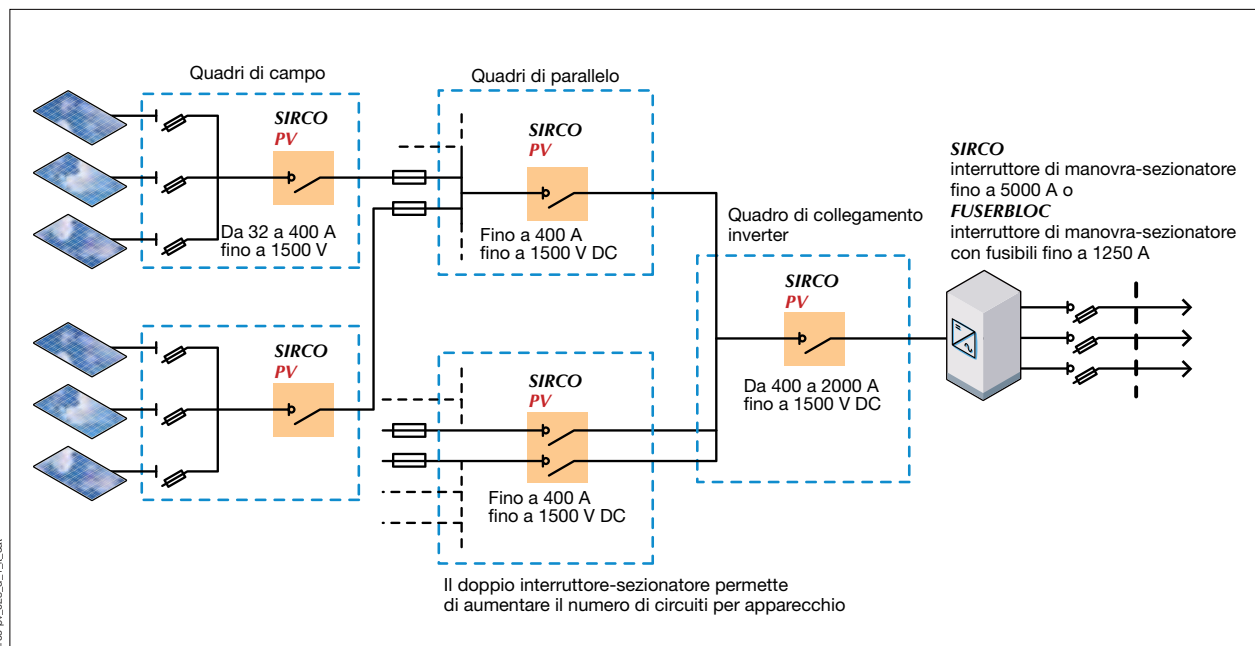 Quadri di campo
SIRCO
PV
Da 32 a 400 A
fino a 1500 V
SIRCO
PV
Quadri di parallelo
SIRCO
PV
Fino a 400 A
fino a 1500 V DC
SIRCO
PV
Fino a 400 A
fino a 1500 V DC
Il doppio interruttore-sezionatore permette
di aumentare il numero di circuiti per apparecchio
Quadro di collegamento
inverter
SIRCO
PV
Da 400 a 2000 A
fino a 1500 V DC
SIRCO
interruttore di manovra-sezionatore
fino a 5000 A o
FUSERBLOC
interruttore di manovra-sezionatore
con fusibili fino a 1250 A